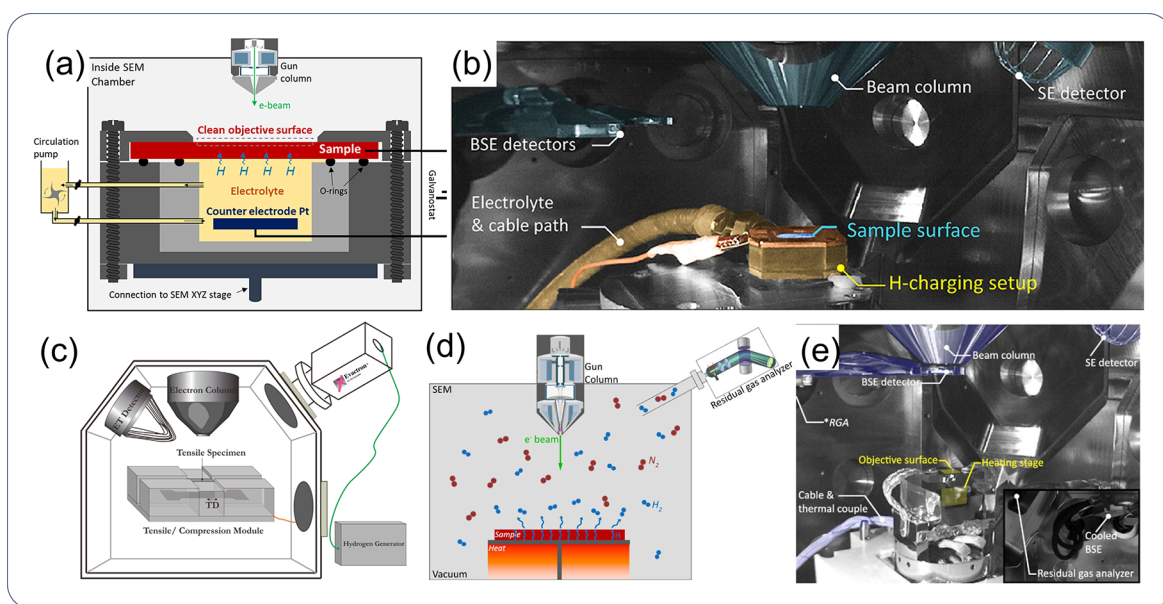 (a)
Inside SEM
Chamber
Gun
column
e-beam
Clean objective surface
Sample
Circulation
pump
H H H H
O-rings
Electrolyte
Counter electrode Pt
Galvanostat
Connection to SEM XYZ stage
(b)
Beam column
SE detector
BSE detectors
Electrolyte
& cable path
Sample surface
H-charging setup
(c)
Evactron
Electron Column
ET Detector
Tensile Specimen
TD
Tensile/ Compression Module
Hydrogen Generator
(d)
SEM
Gun
Column
Residual gas analyzer
e- beam
N2
H2
Sample
Heat
Vacuum
(e)
Beam column
SE detector
BSE detector
*RGA
Objective surface
Heating stage
Cable &
thermal couple
Cooled
BSE
Residual gas analyzer